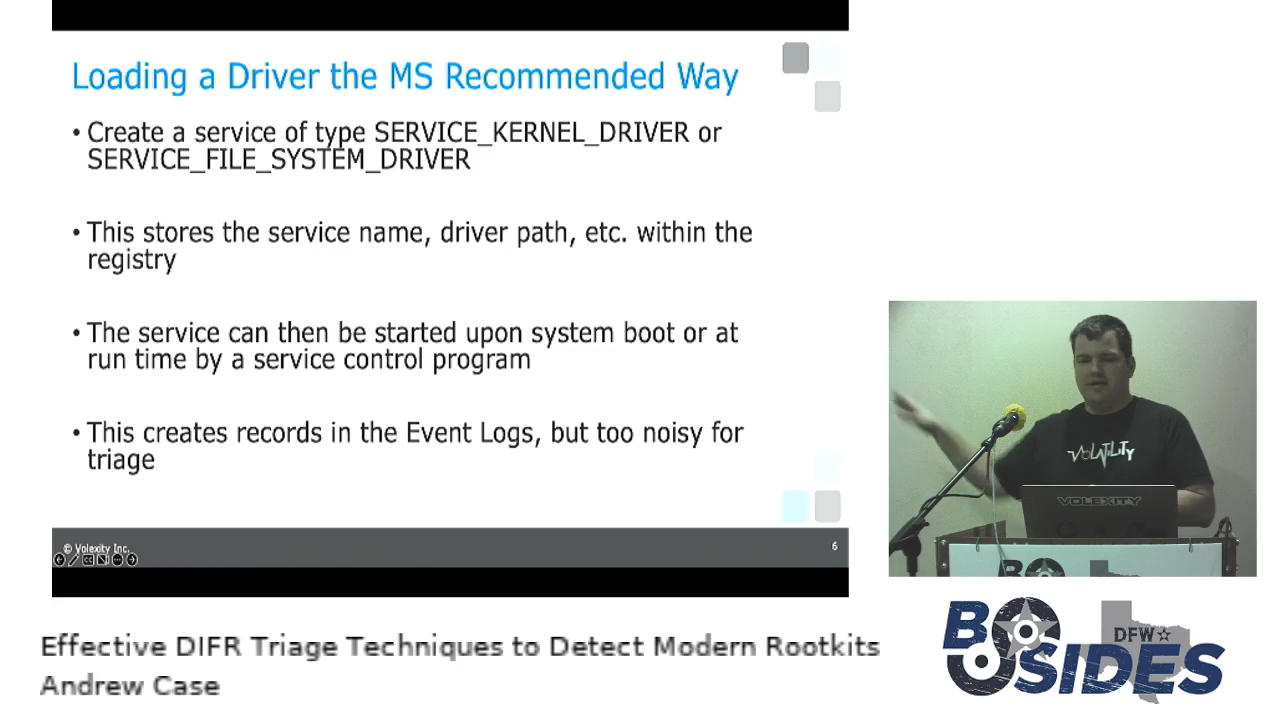 Loading a Driver the MS Recommended Way
• Create a service of type SERVICE_KERNEL_DRIVER or
SERVICE_FILE_SYSTEM_DRIVER
• This stores the service name, driver path, etc. within the
registry
• The service can then be started upon system boot or at
run time by a service control program
• This creates records in the Event Logs, but too noisy for
triage
© Volexity Inc.
6
VOLATILITY
VOLEXITY
BO
Effective DIFR Triage Techniques to Detect Modern Rootkits
Andrew Case
BSIDES
DFW